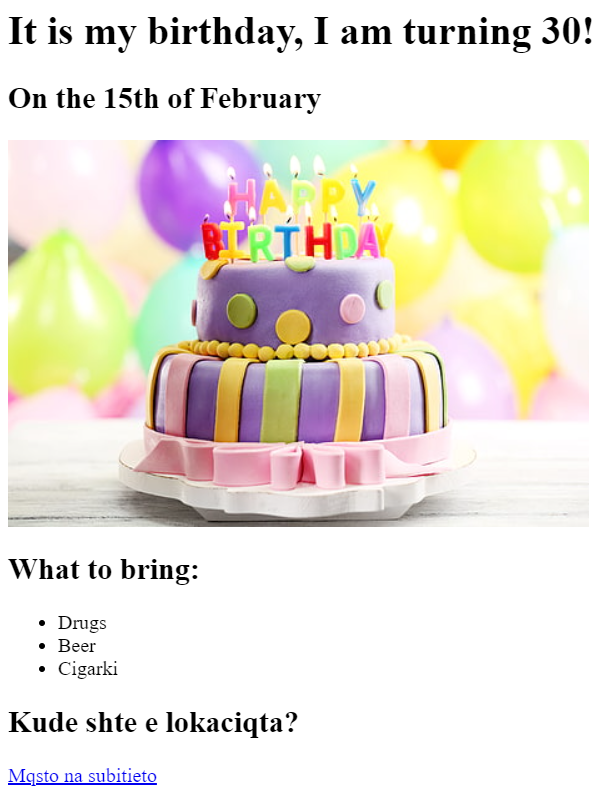 It is my birthday, I am turning 30!
On the 15th of February
HAPPY
BIRTHDAY
What to bring:
Drugs
Beer
Cigarki
Kude shte e lokaciqta?
Mqsto na subitieto